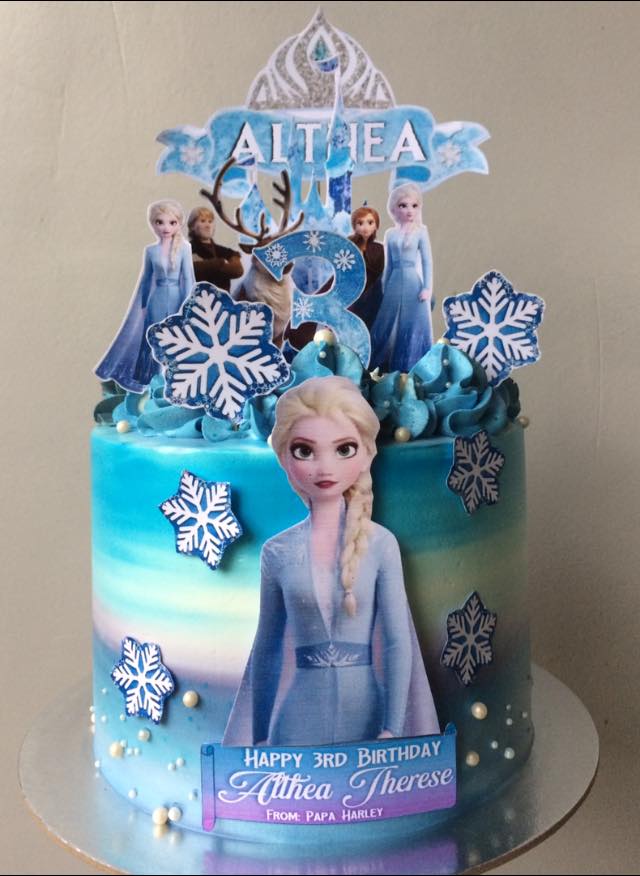 ALTHEA
3
HAPPY 3RD BIRTHDAY
Althea Therese
FROM: PAPA HARLEY